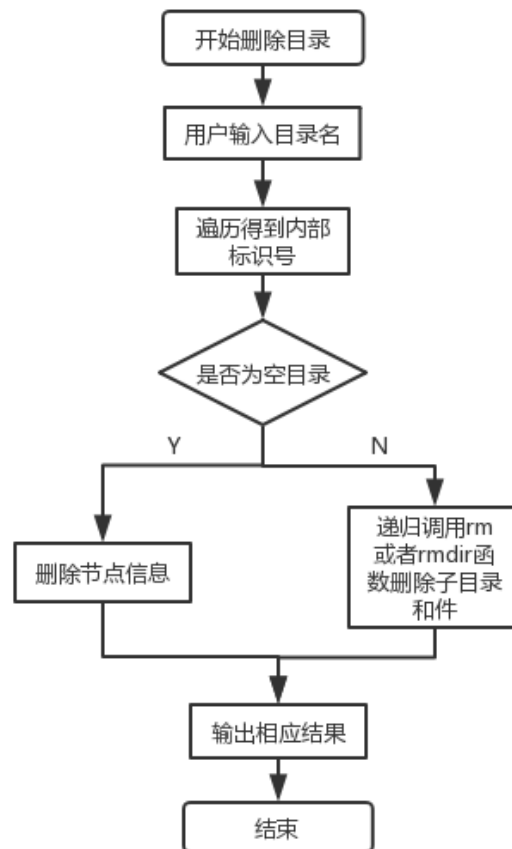 开始删除目录
用户输入目录名
遍历得到内部
标识号
是否为空目录
Y
N
删除节点信息
递归调用rm
或者rmdir函
数删除子目录
和件
输出相应结果
结束